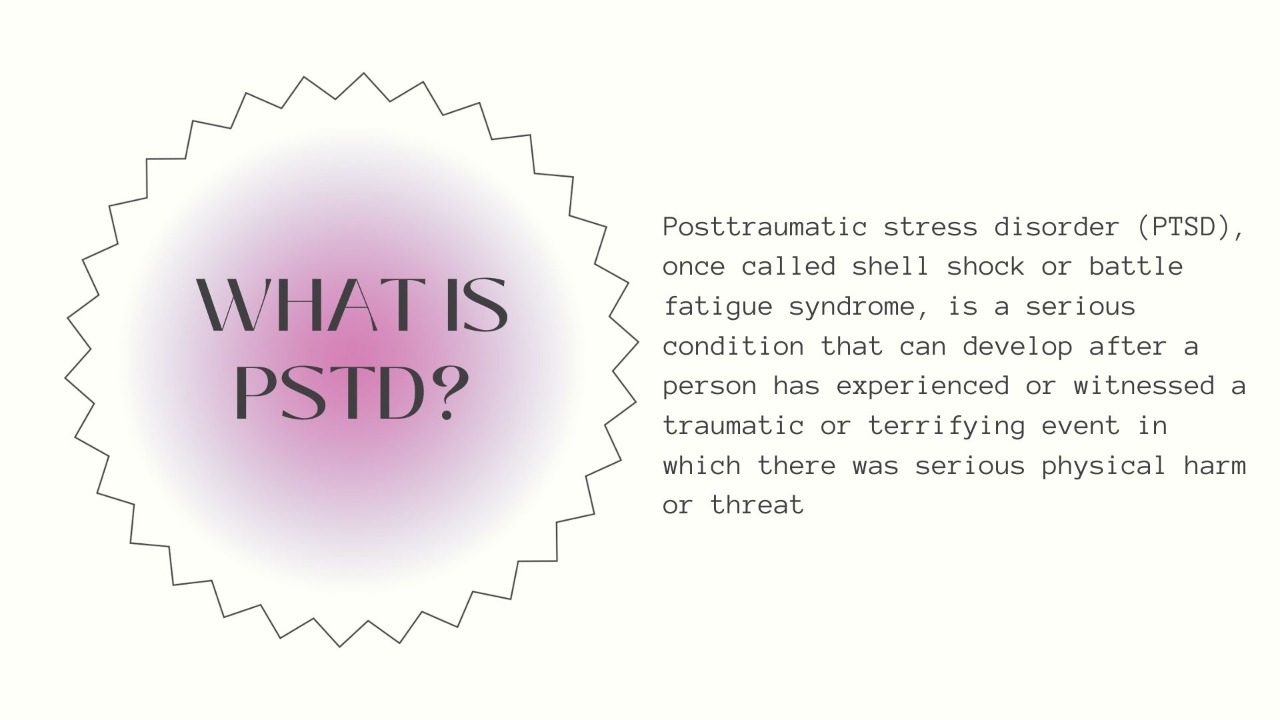 WHAT IS
PSTD?
Posttraumatic stress disorder (PTSD),
once called shell shock or battle
fatigue syndrome, is a serious
condition that can develop after a
person has experienced or witnessed a
traumatic or terrifying event in
which there was serious physical harm
or threat